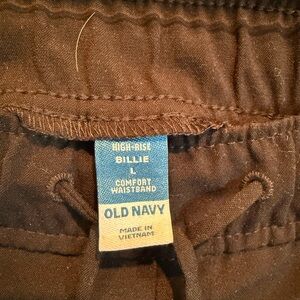 HIGH-RISE
BILLIE
L
COMFORT
WAISTBAND
OLD NAVY
MADE IN
VIETNAM